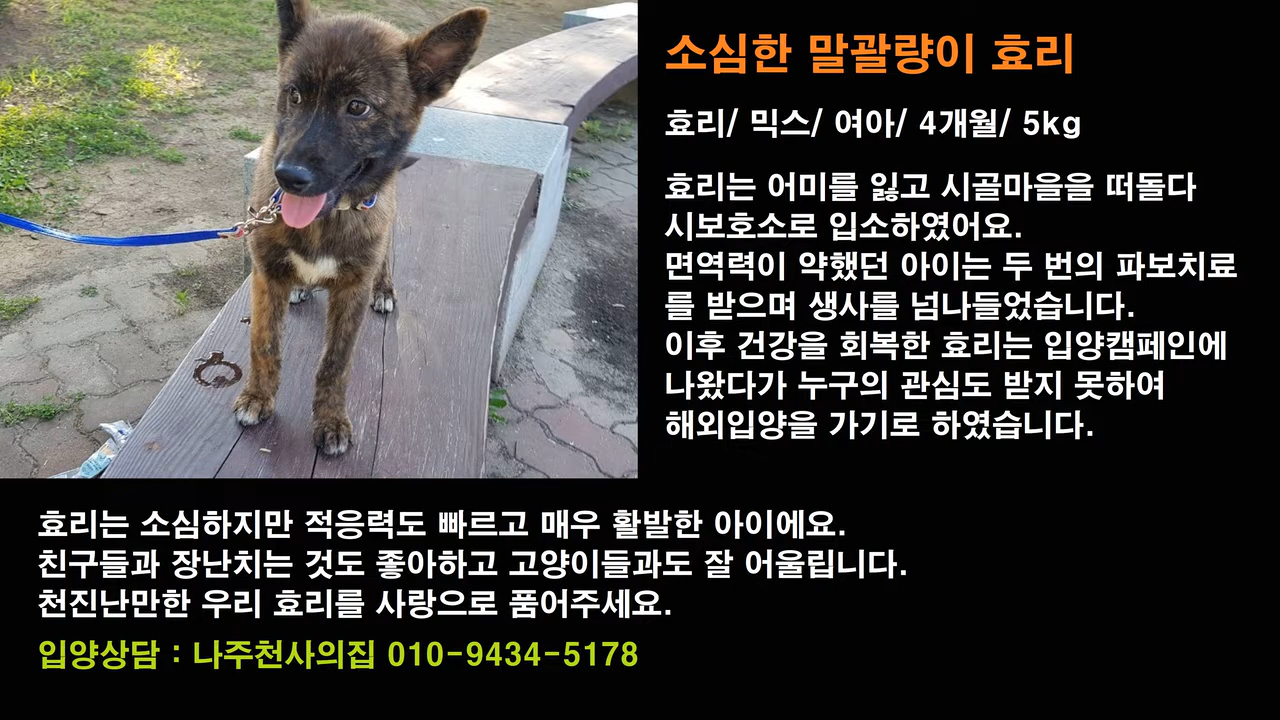 소심한 말괄량이 효리
효리/ 믹스/ 여아/ 4개월/ 5kg
효리는 어미를 잃고 시골마을을 떠돌다
시보호소로 입소하였어요.
면역력이 약했던 아이는 두 번의 파보치료
를 받으며 생사를 넘나들었습니다.
이후 건강을 회복한 효리는 입양캠페인에
나왔다가 누구의 관심도 받지 못하여
해외입양을 가기로 하였습니다.
효리는 소심하지만 적응력도 빠르고 매우 활발한 아이에요.
친구들과 장난치는 것도 좋아하고 고양이들과도 잘 어울립니다.
천진난만한 우리 효리를 사랑으로 품어주세요.
입양상담 : 나주천사의집 010-9434-5178